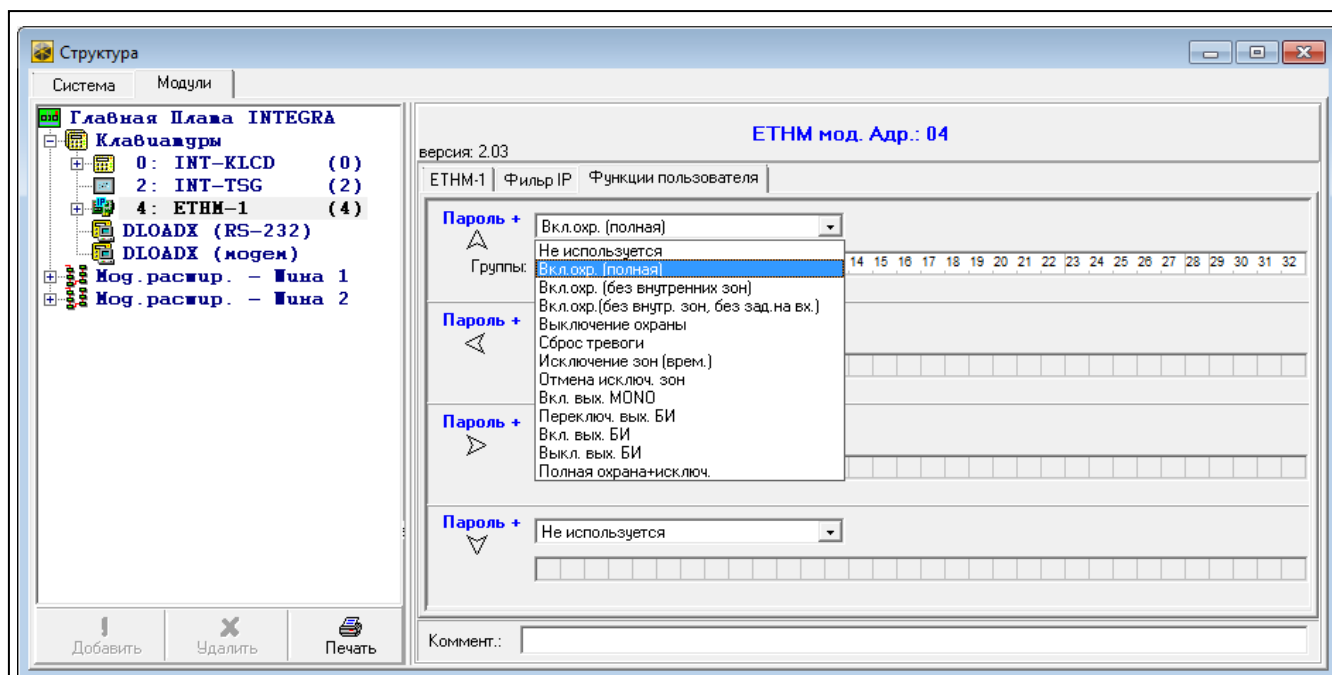 Структура
Система Модули
Главная Плата INTEGRA
Клавиатуры
0: INT-KLCD (0)
2: INT-TSG (2)
4: ETHM-1 (4)
DLOADX (RS-232)
DLOADX (модем)
Мод.расшир. - Шина 1
Мод.расшир. - Шина 2
Добавить Удалить Печать
ETHM мод. Адр.: 04
версия: 2.03
ETHM-1 Фильр IP Функции пользователя
Пароль + Вкл.охр. (полная)
Группы: 14 15 16 17 18 19 20 21 22 23 24 25 26 27 28 29 30 31 32
Не используется
Вкл.охр. (полная)
Вкл.охр. (без внутренних зон)
Вкл.охр.(без внутр. зон, без зад.на вх.)
Выключение охраны
Сброс тревоги
Исключение зон (врем.)
Отмена исключ. зон
Вкл. вых. MONO
Переключ. вых. БИ
Вкл. вых. БИ
Выкл. вых. БИ
Полная охрана+исключ.
Пароль +
Пароль +
Пароль + Не используется
Коммент.: